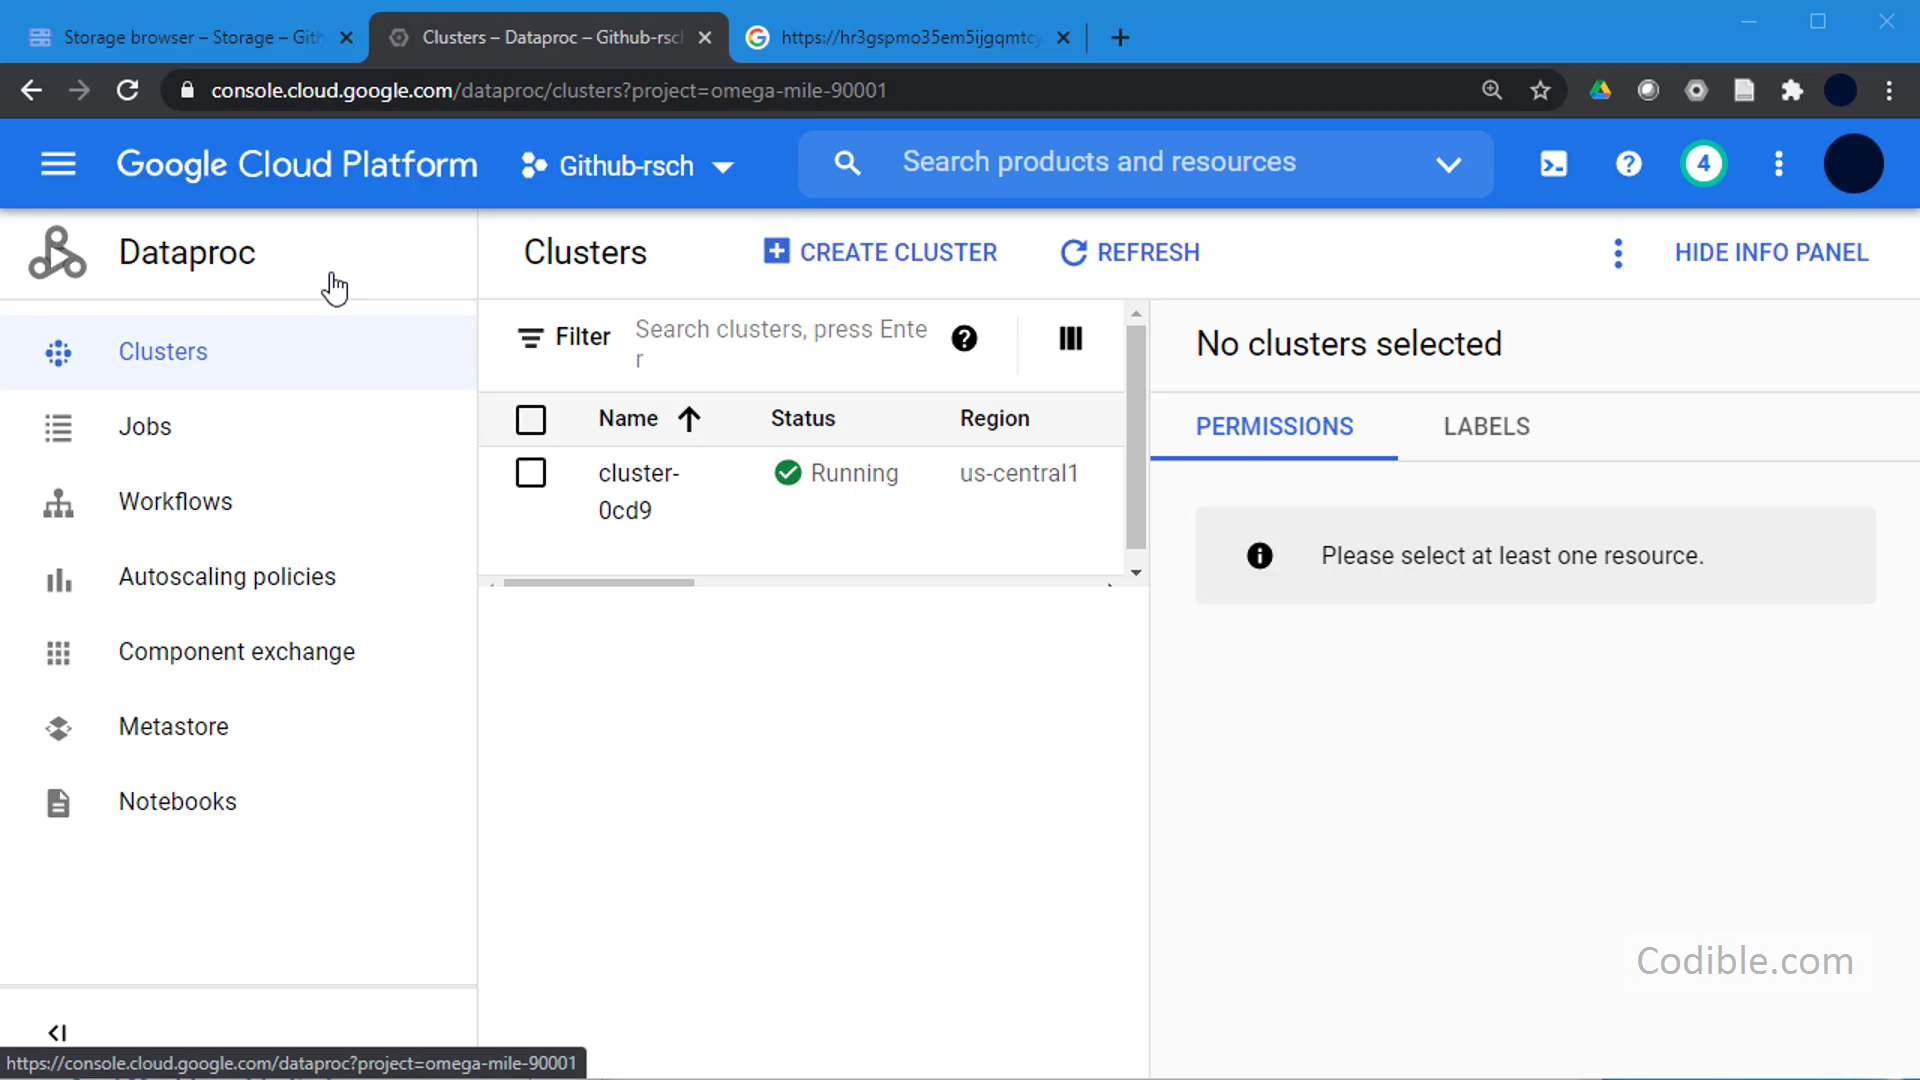 Storage browser – Storage – Gith
Clusters – Dataproc – Github-rsch
https://hr3gspmo35em5ijgqmtcy
console.cloud.google.com/dataproc/clusters?project=omega-mile-90001
Google Cloud Platform
Github-rsch
Search products and resources
4
Dataproc
Clusters
CREATE CLUSTER
REFRESH
HIDE INFO PANEL
Clusters
Jobs
Workflows
Autoscaling policies
Component exchange
Metastore
Notebooks
Filter
Search clusters, press Ente
r
Name
Status
Region
cluster-
0cd9
Running
us-central1
No clusters selected
PERMISSIONS
LABELS
Please select at least one resource.
Codible.com
https://console.cloud.google.com/dataproc?project=omega-mile-90001